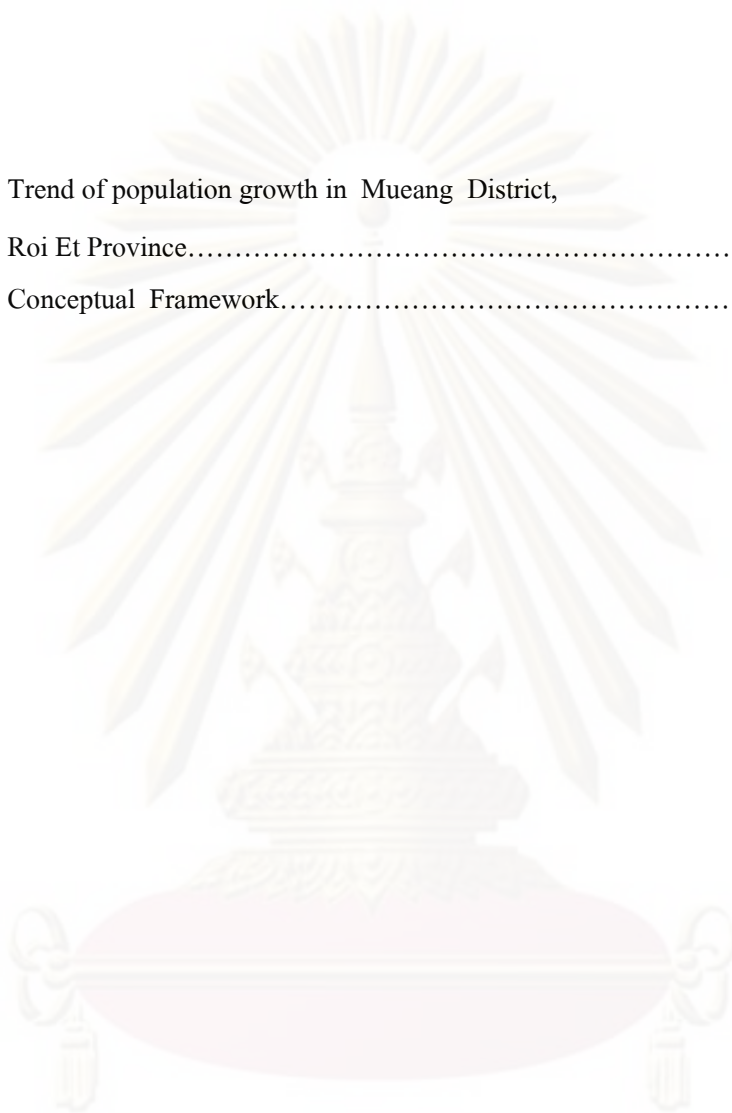 Trend of population growth in  Mueang  District,
Roi Et Province…………………………………………………
Conceptual  Framework…………………………………………